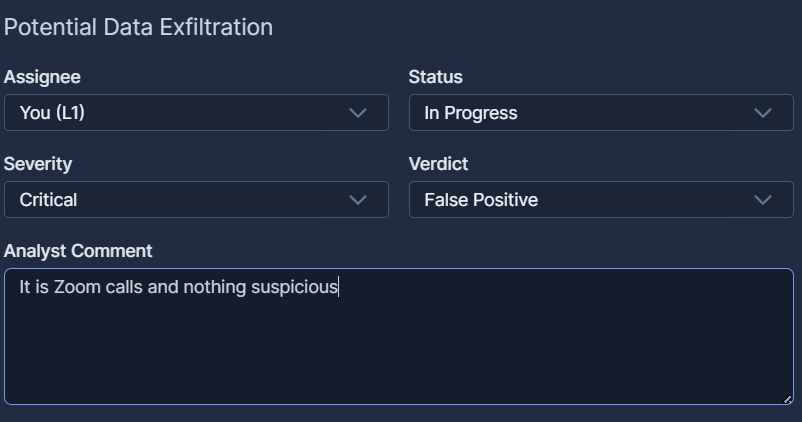 Potential Data Exfiltration
Assignee
Status
You (L1)
In Progress
Severity
Verdict
Critical
False Positive
Analyst Comment
It is Zoom calls and nothing suspicious